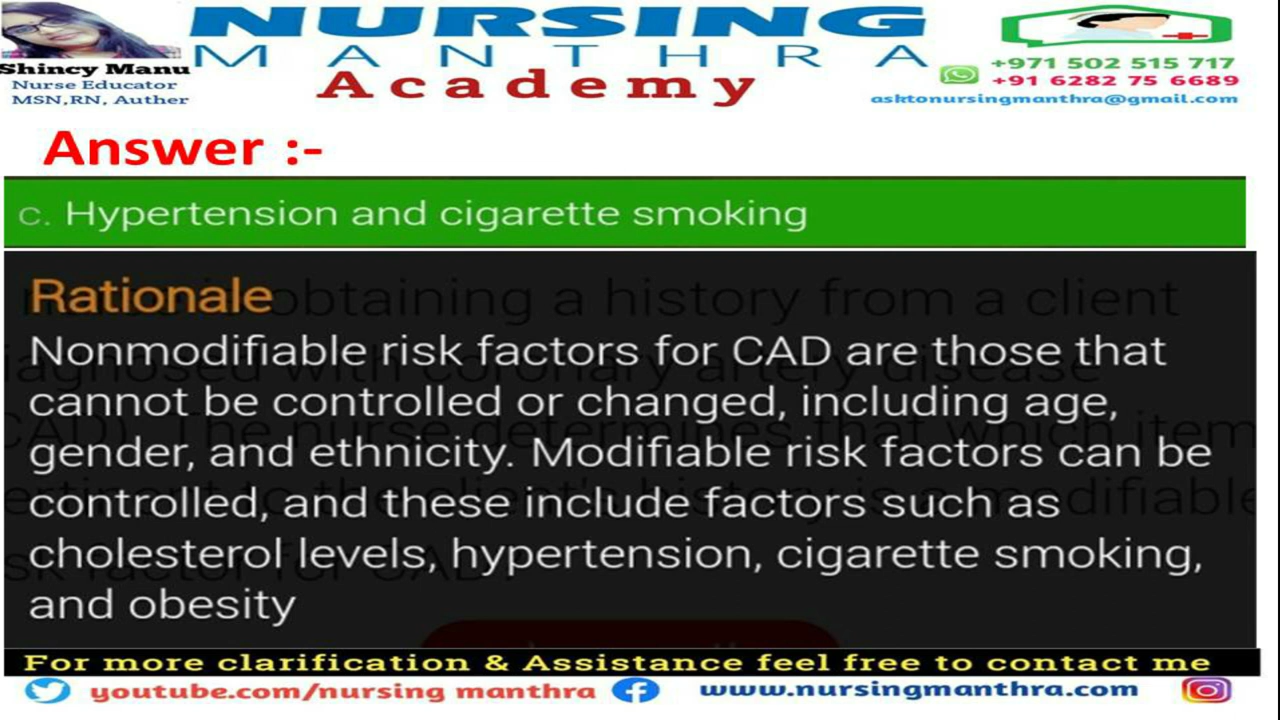 NURSING
MANTHRA
Academy
Shincy Manu
Nurse Educator
MSN,RN, Auther
+971 502 515 717
+91 6282 75 6689
asktonursingmanthra@gmail.com
Answer :-
c. Hypertension and cigarette smoking
Rationale
obtaining a history from a client
Nonmodifiable risk factors for CAD are those that
cannot be controlled or changed, including age,
gender, and ethnicity. Modifiable risk factors can be
controlled, and these include factors such as
cholesterol levels, hypertension, cigarette smoking,
and obesity
For more clarification & Assistance feel free to contact me
youtube.com/nursing manthra
www.nursingmanthra.com